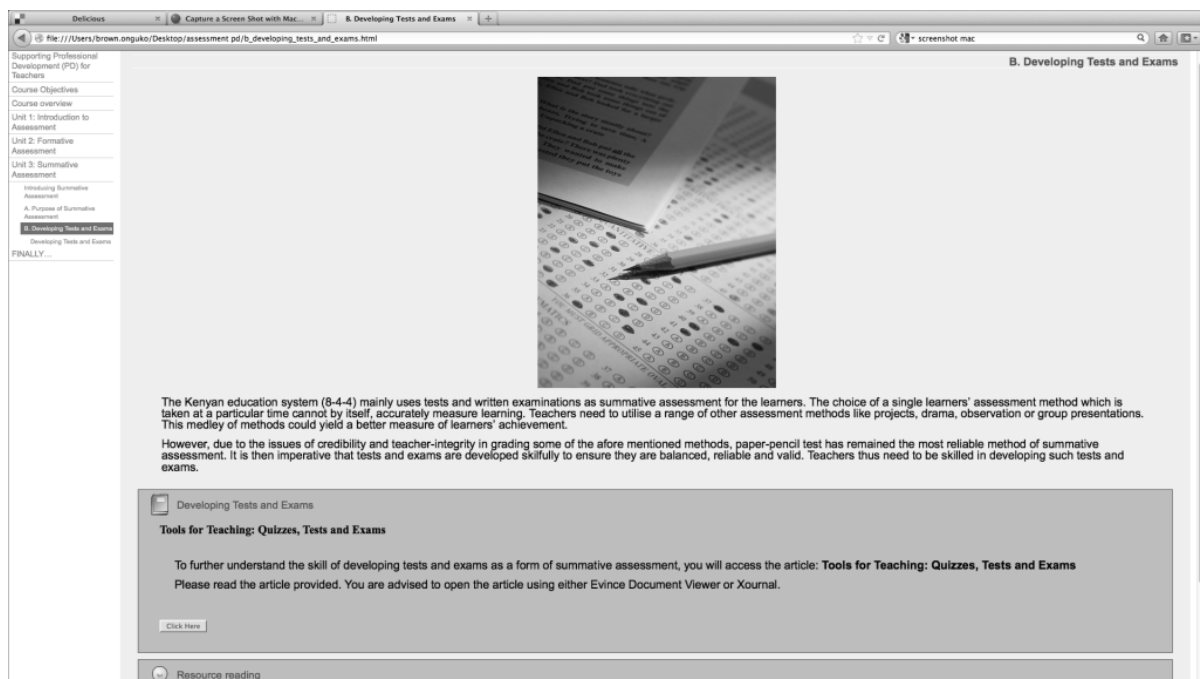 Delicious
Capture a Screen Shot with Mac...
B. Developing Tests and Exams
file:///Users/brown.onguko/Desktop/assessment pd/b_developing_tests_and_exams.html
screenshot mac
Supporting Professional
Development (PD) for
Teachers
Course Objectives
Course overview
Unit 1: Introduction to
Assessment
Unit 2: Formative
Assessment
Unit 3: Summative
Assessment
Introducing Summative
Assessment
A. Purpose of Summative
Assessment
B. Developing Tests and Exams
Developing Tests and Exams
FINALLY...
B. Developing Tests and Exams
The Kenyan education system (8-4-4) mainly uses tests and written examinations as summative assessment for the learners. The choice of a single learners' assessment method which is
taken at a particular time cannot by itself, accurately measure learning. Teachers need to utilise a range of other assessment methods like projects, drama, observation or group presentations.
This medley of methods could yield a better measure of learners' achievement.
However, due to the issues of credibility and teacher-integrity in grading some of the afore mentioned methods, paper-pencil test has remained the most reliable method of summative
assessment. It is then imperative that tests and exams are developed skilfully to ensure they are balanced, reliable and valid. Teachers thus need to be skilled in developing such tests and
exams.
Developing Tests and Exams
Tools for Teaching: Quizzes, Tests and Exams
To further understand the skill of developing tests and exams as a form of summative assessment, you will access the article: Tools for Teaching: Quizzes, Tests and Exams
Please read the article provided. You are advised to open the article using either Evince Document Viewer or Xournal.
Click Here
Resource reading